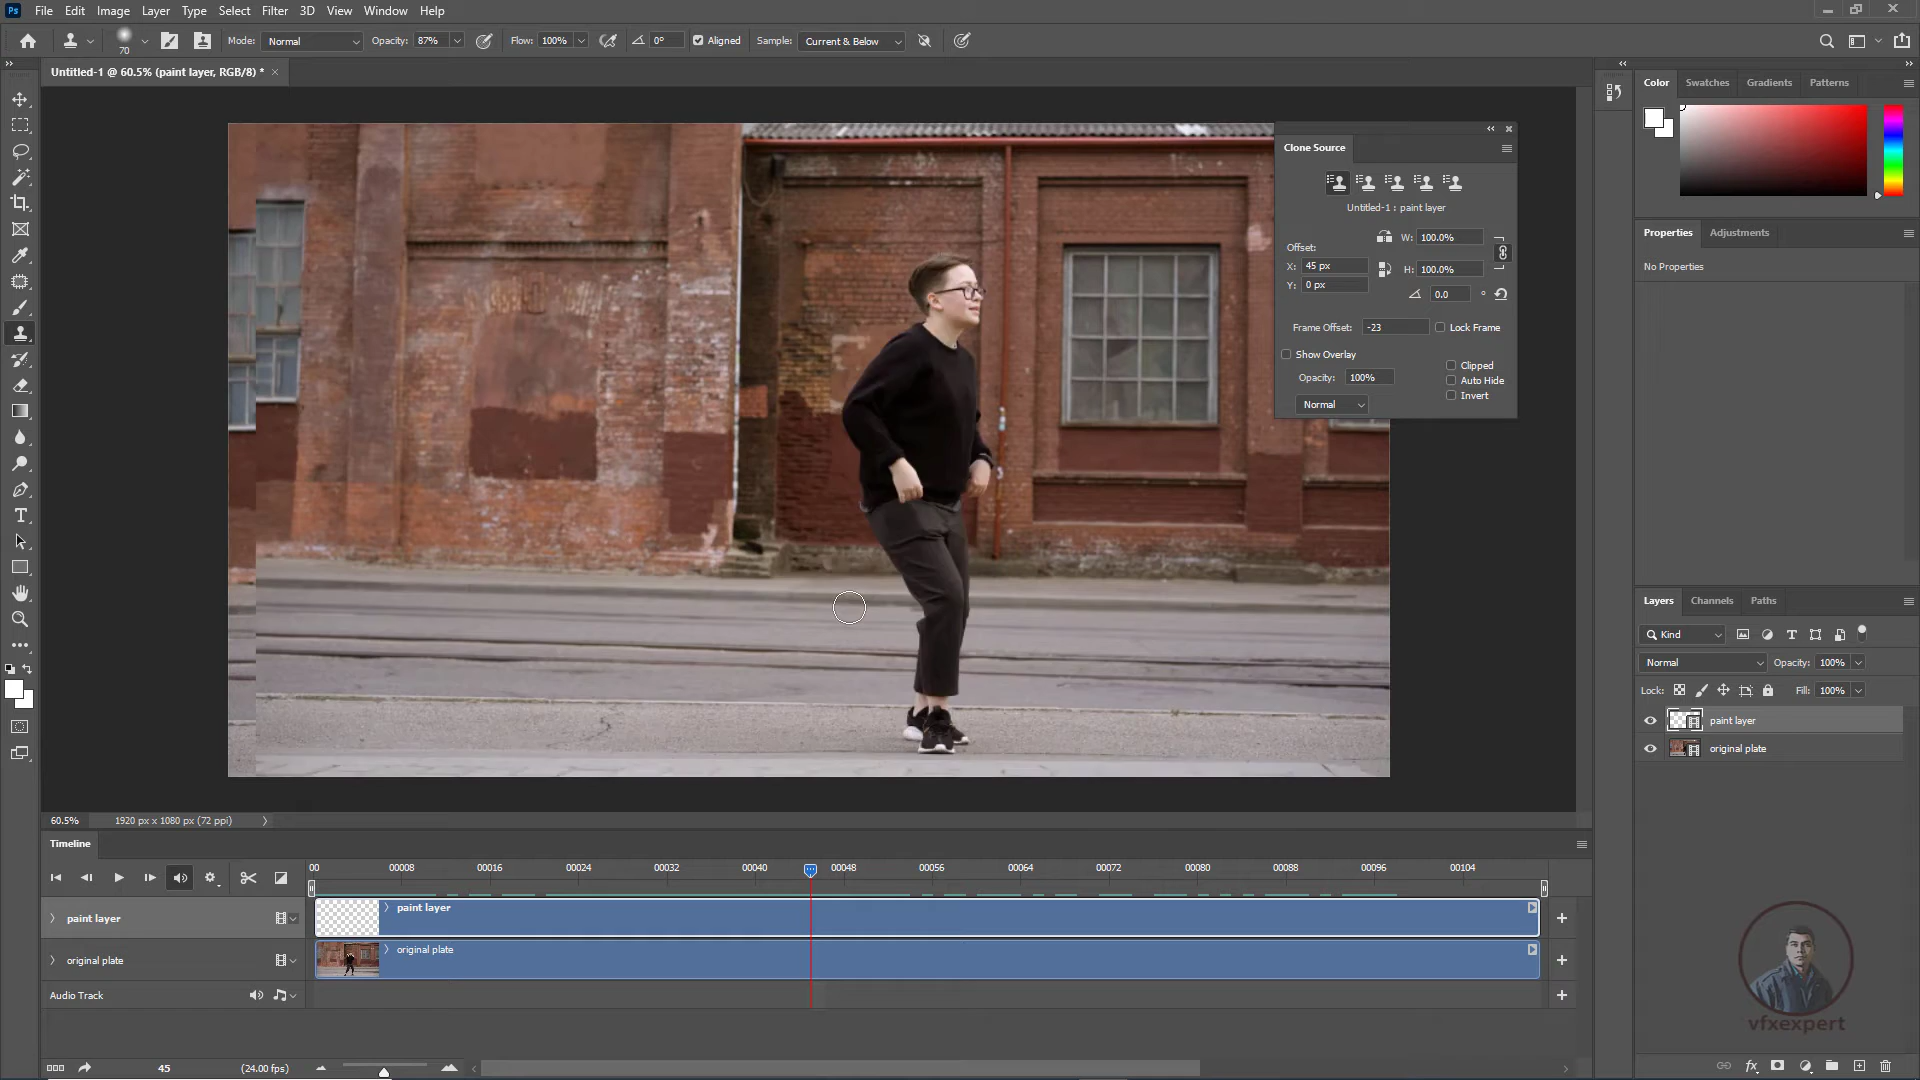 Ps File Edit Image Layer Type Select Filter 3D View Window Help
70 Mode: Normal Opacity: 87% Flow: 100% 0° Aligned Sample: Current & Below
Untitled-1 @ 60.5% (paint layer, RGB/8) *
Color Swatches Gradients Patterns
Clone Source
Untitled-1 : paint layer
W: 100.0%
Offset:
X: 45 px
H: 100.0%
Y: 0 px
0.0 °
Frame Offset: -23 Lock Frame
Show Overlay
Clipped
Opacity: 100%
Auto Hide
Invert
Normal
Properties Adjustments
No Properties
Layers Channels Paths
Kind
Normal Opacity: 100%
Lock: Fill: 100%
paint layer
original plate
60.5% 1920 px x 1080 px (72 ppi)
Timeline
00 00008 00016 00024 00032 00040 00048 00056 00064 00072 00080 00088 00096 00104
paint layer
paint layer
original plate
original plate
Audio Track
45 (24.00 fps)
vfxexpert